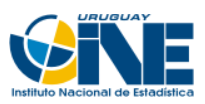 URUGUAY
INE
Instituto Nacional de Estadística